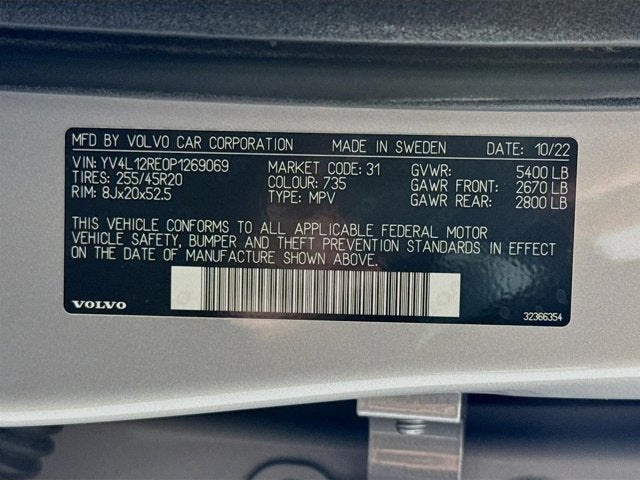 MFD BY VOLVO CAR CORPORATION MADE IN SWEDEN DATE: 10/22
VIN: YV4L12RE0P1269069 MARKET CODE: 31 GVWR: 5400 LB
TIRES: 255/45R20 COLOUR: 735 GAWR FRONT: 2670 LB
RIM: 8Jx20x52.5 TYPE: MPV GAWR REAR: 2800 LB
THIS VEHICLE CONFORMS TO ALL APPLICABLE FEDERAL MOTOR
VEHICLE SAFETY, BUMPER AND THEFT PREVENTION STANDARDS IN EFFECT
ON THE DATE OF MANUFACTURE SHOWN ABOVE.
VOLVO 32366354